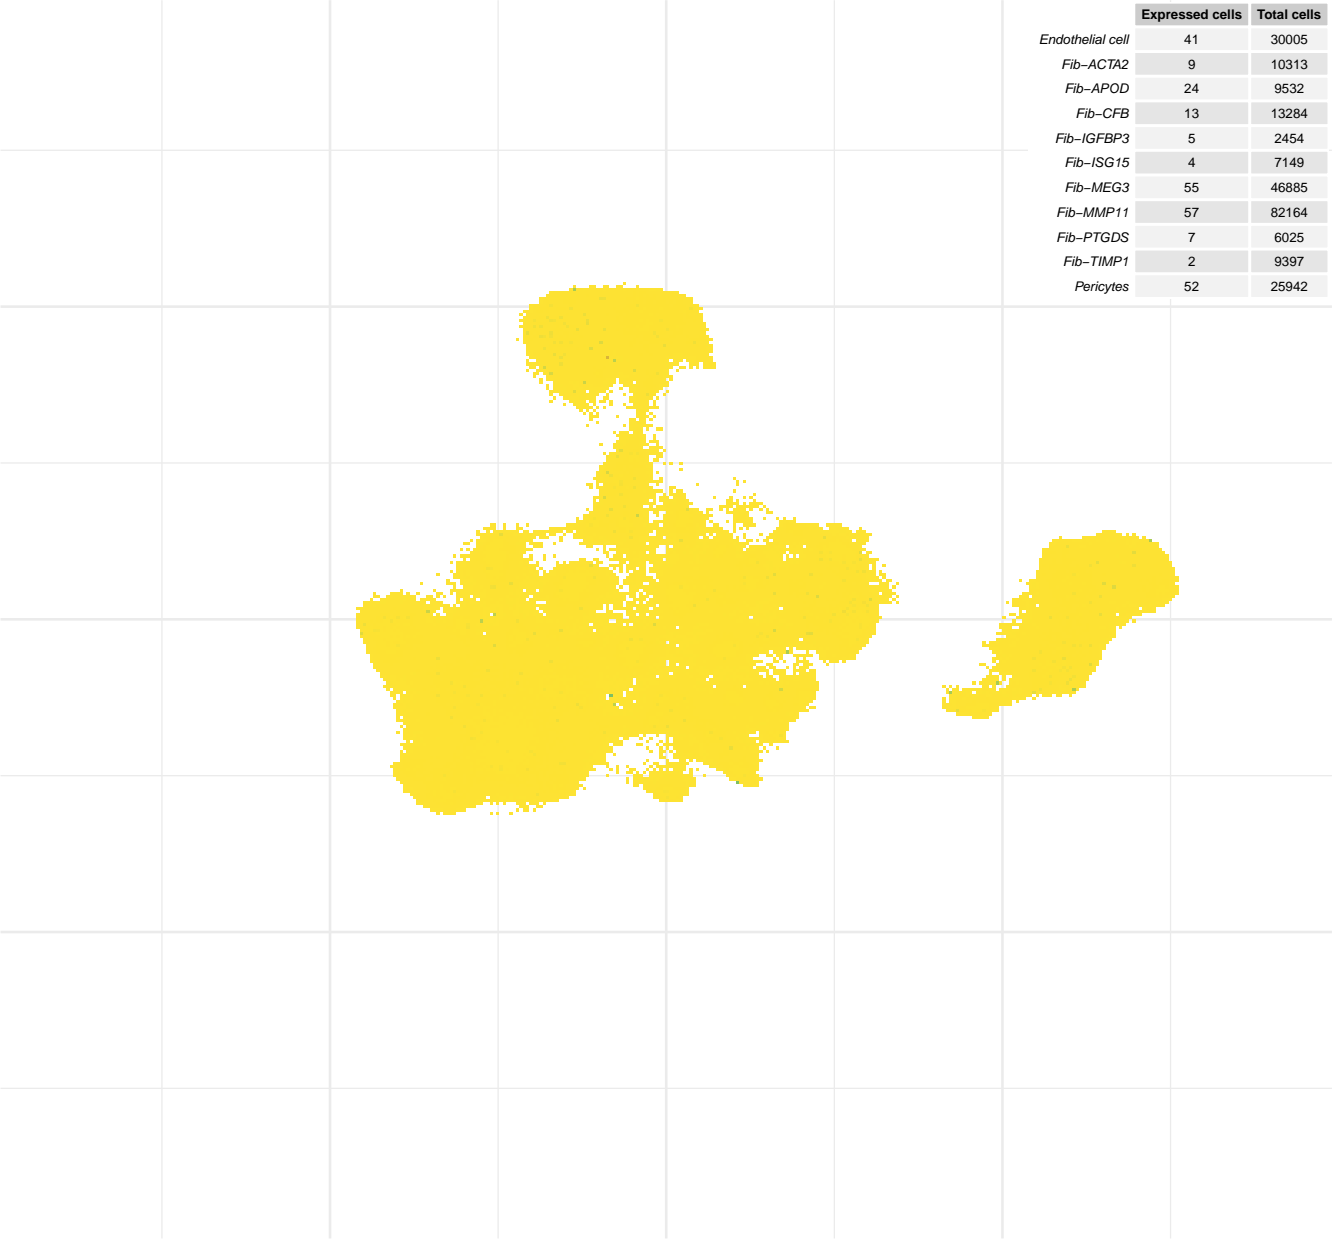 Expressed cells Total cells
Endothelial cell 41 30005
Fib−ACTA2 9 10313
Fib−APOD 24 9532
Fib−CFB 13 13284
Fib−IGFBP3 5 2454
Fib−ISG15 4 7149
Fib−MEG3 55 46885
Fib−MMP11 57 82164
Fib−PTGDS 7 6025
Fib−TIMP1 2 9397
Pericytes 52 25942